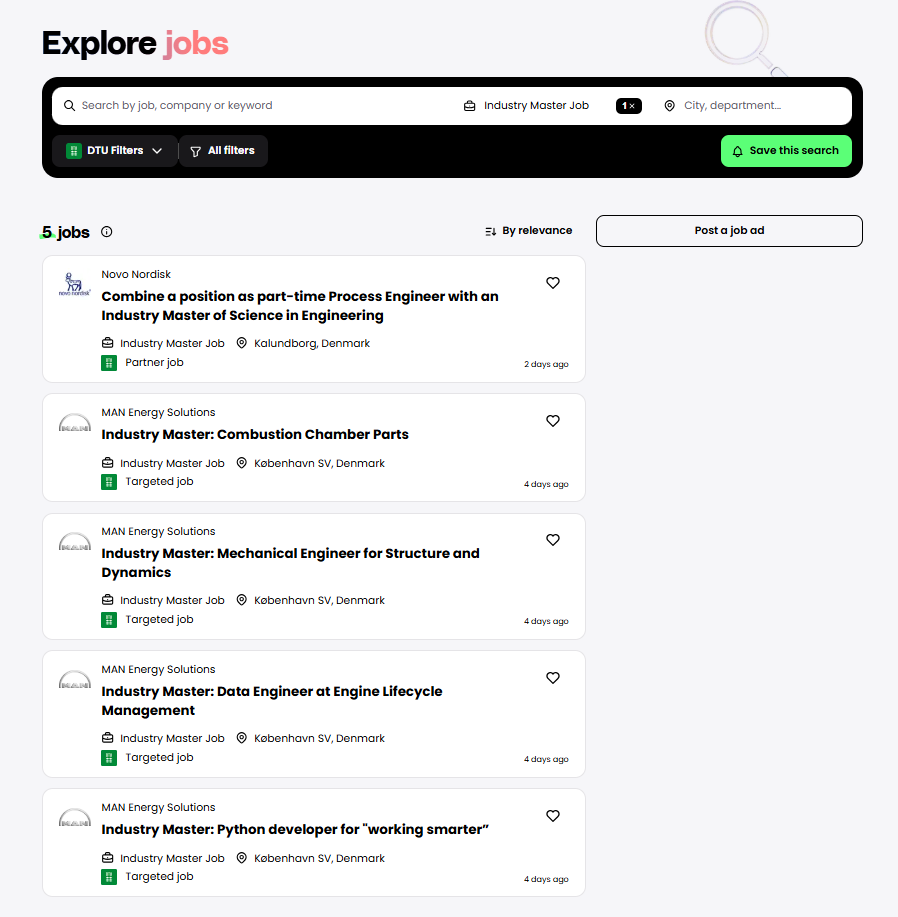 Explore jobs
Search by job, company or keyword
Industry Master Job
1 ×
City, department...
DTU Filters
All filters
Save this search
5 jobs
By relevance
Post a job ad
Novo Nordisk
novo nordisk
Combine a position as part-time Process Engineer with an
Industry Master of Science in Engineering
Industry Master Job
Kalundborg, Denmark
Partner job
2 days ago
MAN Energy Solutions
MAN
Industry Master: Combustion Chamber Parts
Industry Master Job
København SV, Denmark
Targeted job
4 days ago
MAN Energy Solutions
MAN
Industry Master: Mechanical Engineer for Structure and
Dynamics
Industry Master Job
København SV, Denmark
Targeted job
4 days ago
MAN Energy Solutions
MAN
Industry Master: Data Engineer at Engine Lifecycle
Management
Industry Master Job
København SV, Denmark
Targeted job
4 days ago
MAN Energy Solutions
MAN
Industry Master: Python developer for "working smarter”
Industry Master Job
København SV, Denmark
Targeted job
4 days ago